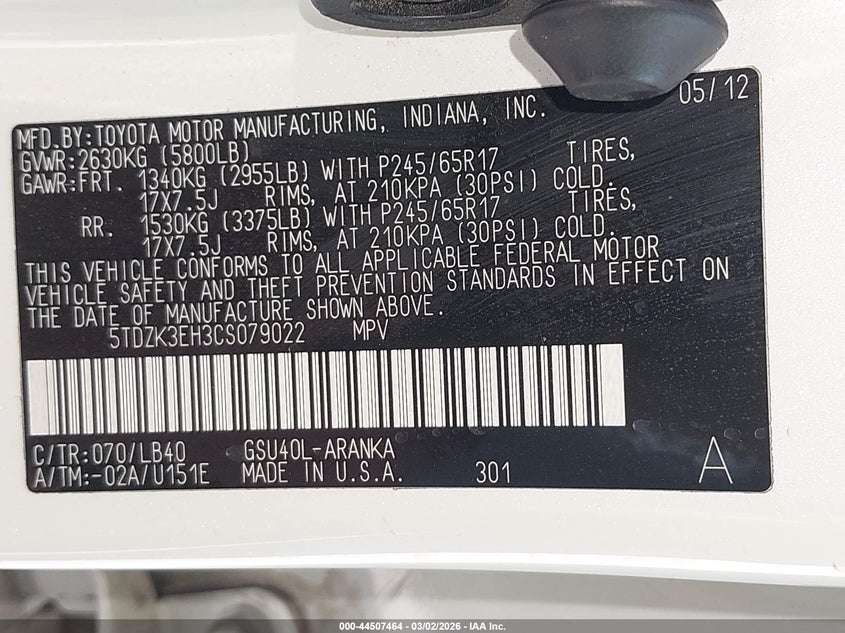 05/12
MFD.BY:TOYOTA MOTOR MANUFACTURING, INDIANA, INC.
GVWR:2630KG (5800LB)
GAWR:FRT. 1340KG (2955LB) WITH P245/65R17 TIRES,
17X7.5J RIMS, AT 210KPA (30PSI) COLD.
RR. 1530KG (3375LB) WITH P245/65R17 TIRES,
17X7.5J RIMS, AT 210KPA (30PSI) COLD.
THIS VEHICLE CONFORMS TO ALL APPLICABLE FEDERAL MOTOR
VEHICLE SAFETY AND THEFT PREVENTION STANDARDS IN EFFECT ON
THE DATE OF MANUFACTURE SHOWN ABOVE.
5TDZK3EH3CS079022 MPV
C/TR:070/LB40 GSU40L-ARANKA
A/TM:-02A/U151E MADE IN U.S.A. 301 A
000-44507464 — 03/02/2026 — IAA Inc.